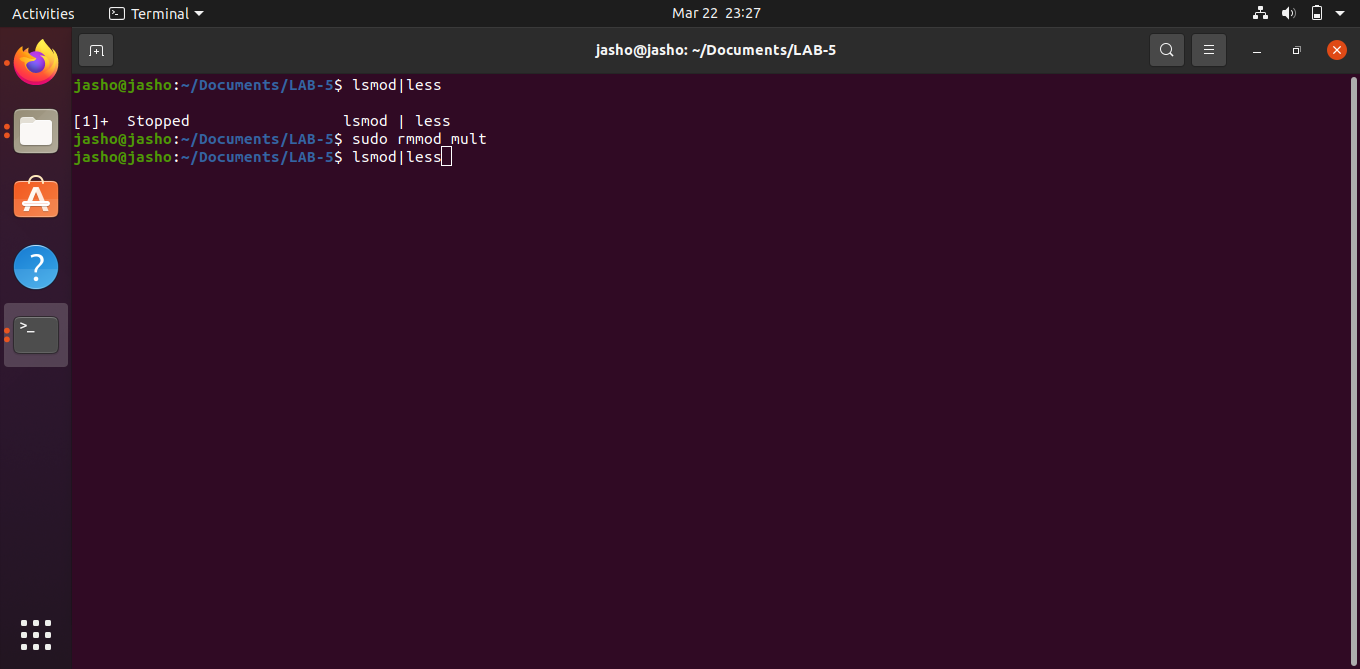 Activities Terminal Mar 22 23:27
jasho@jasho: ~/Documents/LAB-5
jasho@jasho:~/Documents/LAB-5$ lsmod|less
[1]+  Stopped                 lsmod | less
jasho@jasho:~/Documents/LAB-5$ sudo rmmod mult
jasho@jasho:~/Documents/LAB-5$ lsmod|less